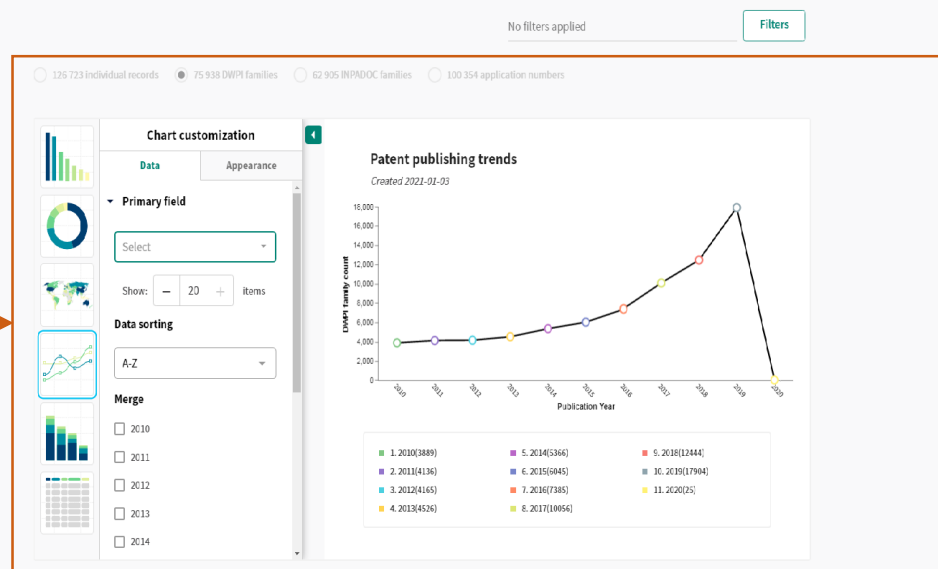 No filters applied
Filters
126 723 individual records
75 938 DWPI families
62 905 INPADOC families
100 354 application numbers
Chart customization
Data
Appearance
Primary field
Select
Show:
20
items
Data sorting
A-Z
Merge
2010
2011
2012
2013
2014
Patent publishing trends
Created 2021-01-03
DWPI family count
18,000
16,000
14,000
12,000
10,000
8,000
6,000
4,000
2,000
0
2010
2011
2012
2013
2014
2015
2016
2017
2018
2019
2020
Publication Year
1. 2010(3889)
2. 2011(4136)
3. 2012(4165)
4. 2013(4526)
5. 2014(5366)
6. 2015(6045)
7. 2016(7385)
8. 2017(10056)
9. 2018(12444)
10. 2019(17904)
11. 2020(25)